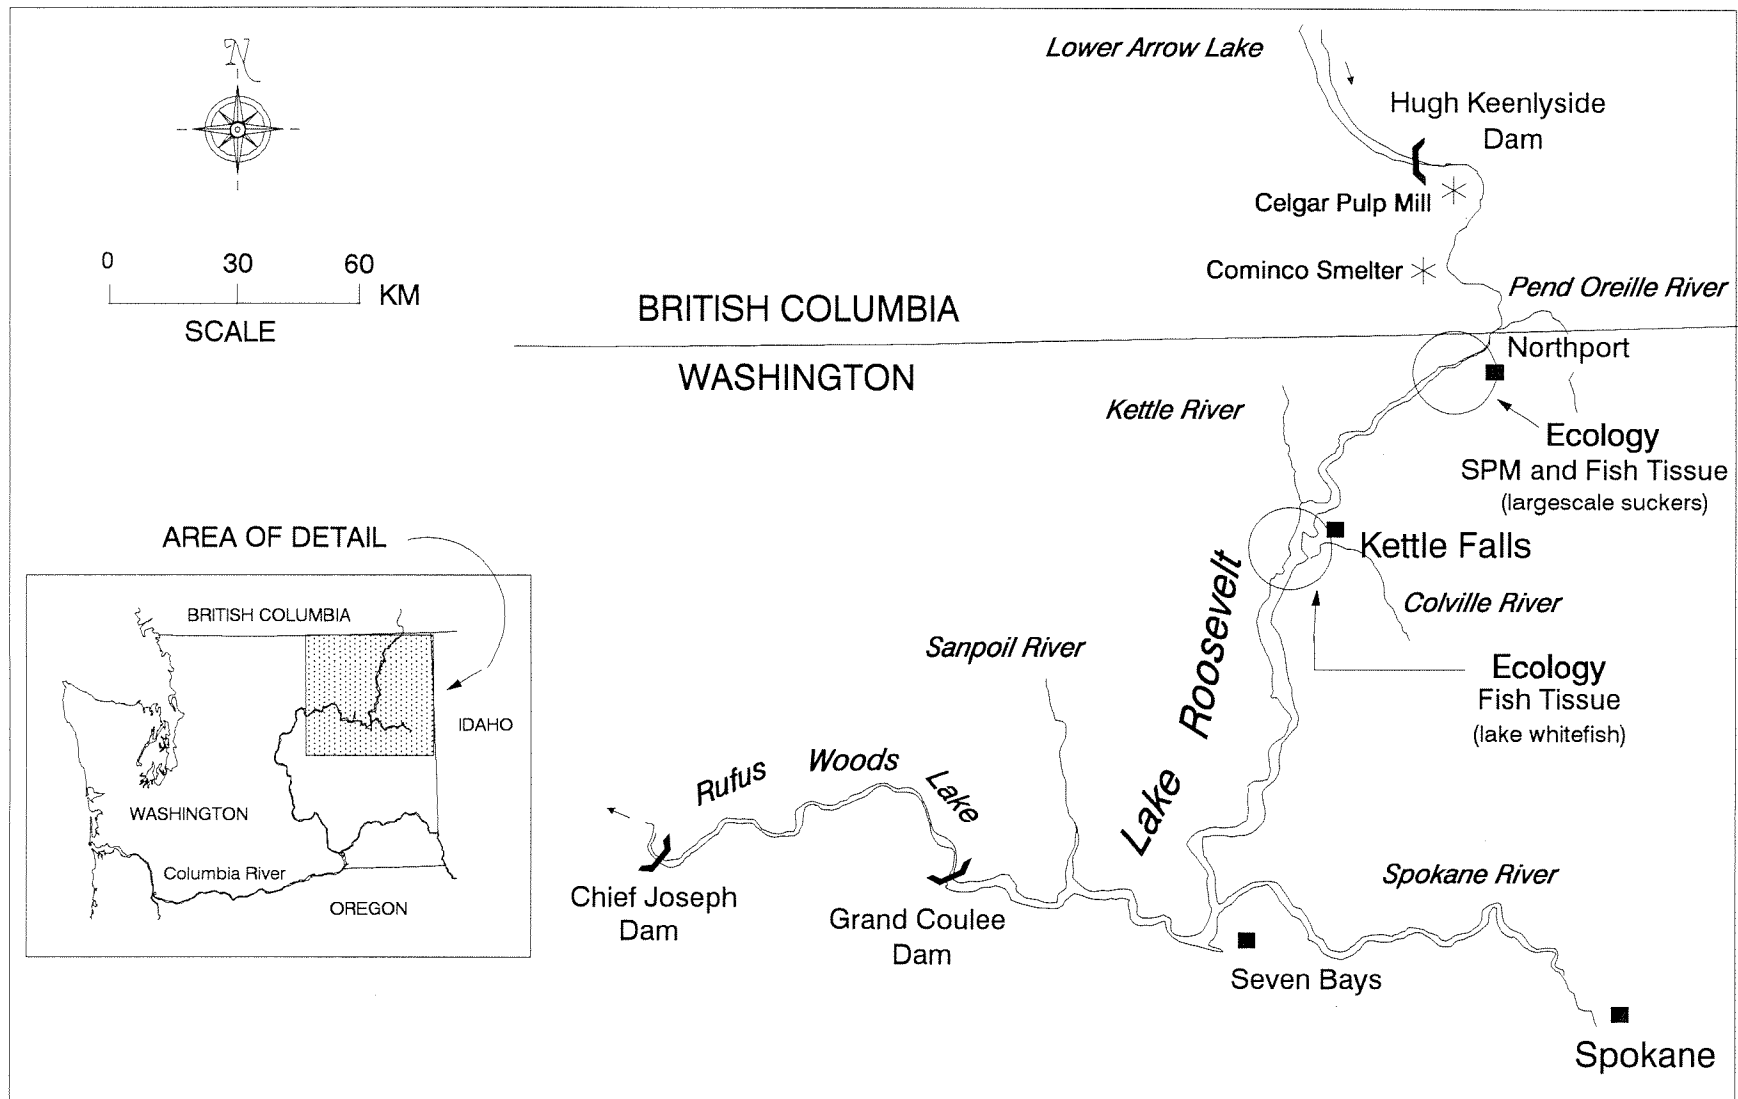 N
Lower Arrow Lake
Hugh Keenlyside
Dam
Celgar Pulp Mill
0 30 60
KM
SCALE
Cominco Smelter
Pend Oreille River
BRITISH COLUMBIA
WASHINGTON
Northport
Kettle River
Ecology
SPM and Fish Tissue
(largescale suckers)
Kettle Falls
Colville River
AREA OF DETAIL
BRITISH COLUMBIA
IDAHO
WASHINGTON
Columbia River
OREGON
Sanpoil River
Lake Roosevelt
Ecology
Fish Tissue
(lake whitefish)
Rufus Woods Lake
Chief Joseph
Dam
Grand Coulee
Dam
Spokane River
Seven Bays
Spokane